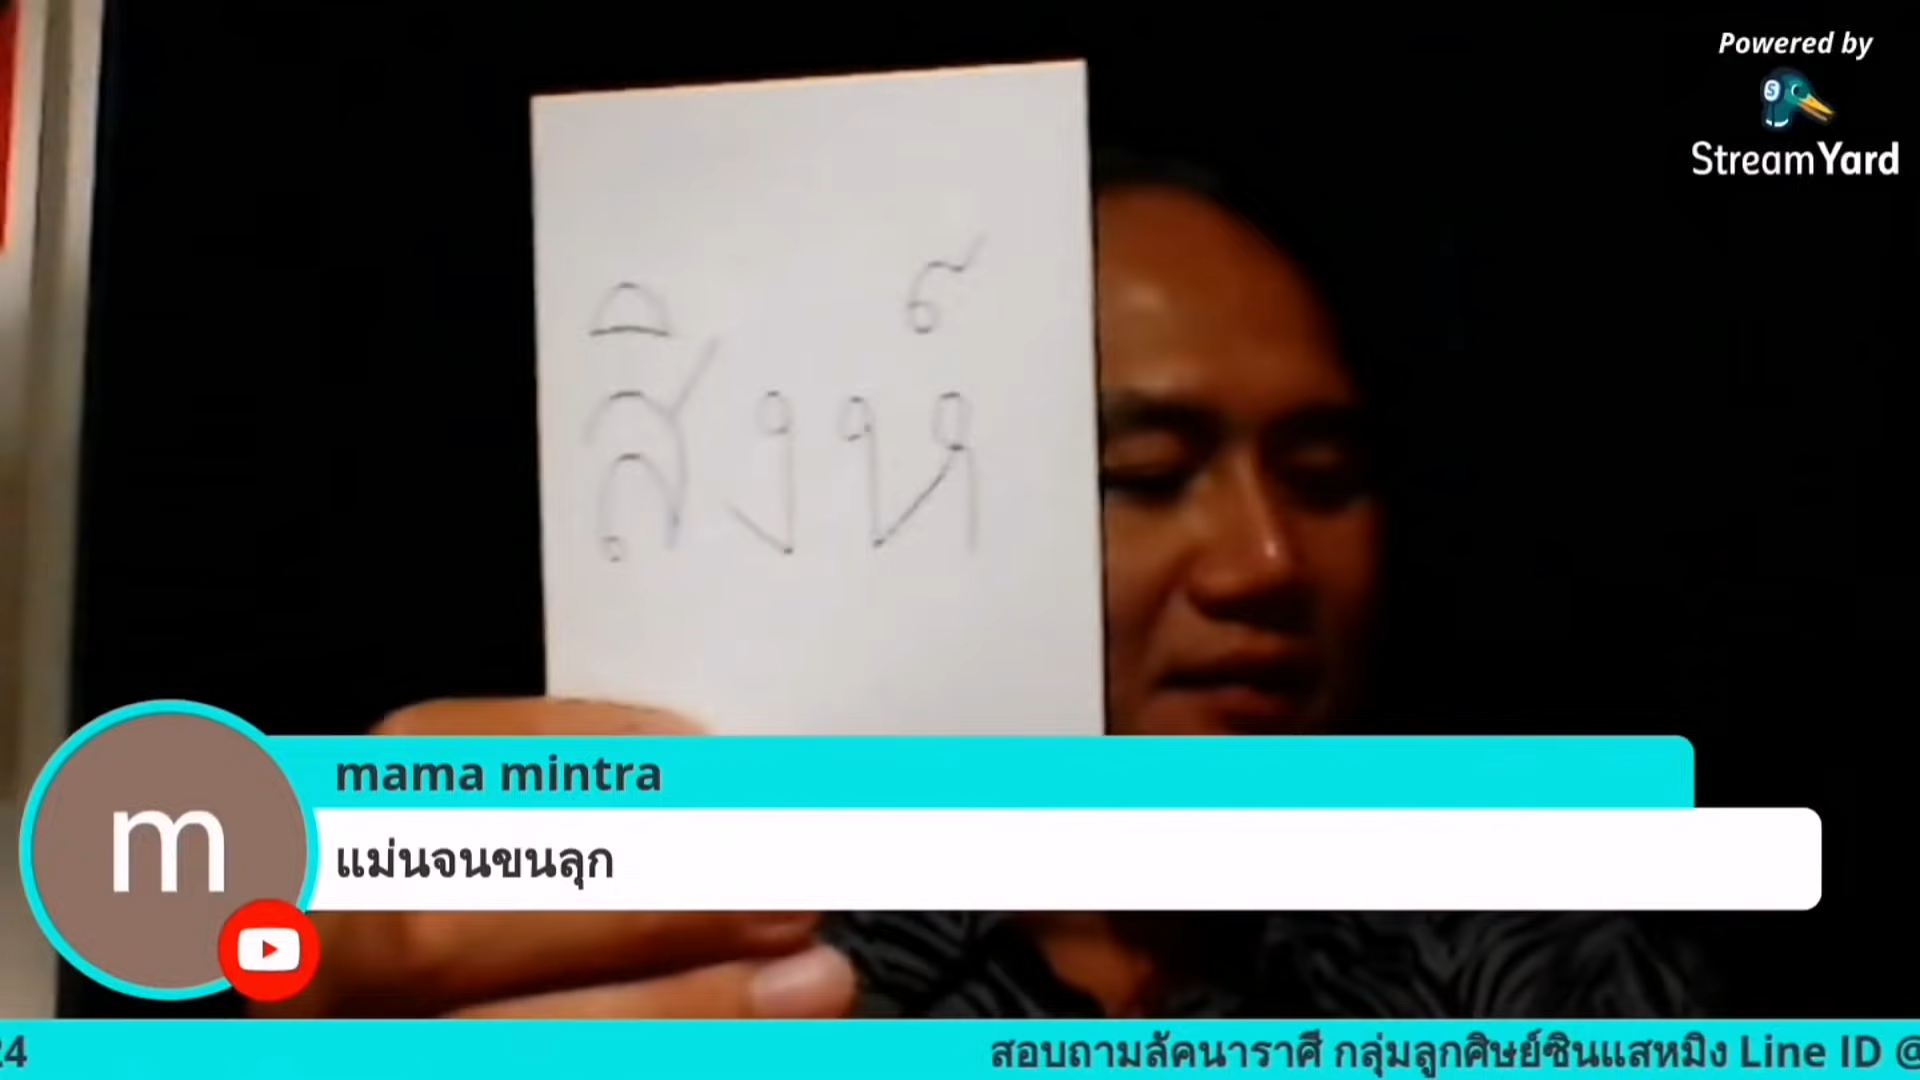 Powered by
StreamYard
สิงห์
mama mintra
m
แม่นจนขนลุก
24
สอบถามลัคนาราศี กลุ่มลูกศิษย์ซินแสหมิง Line ID @